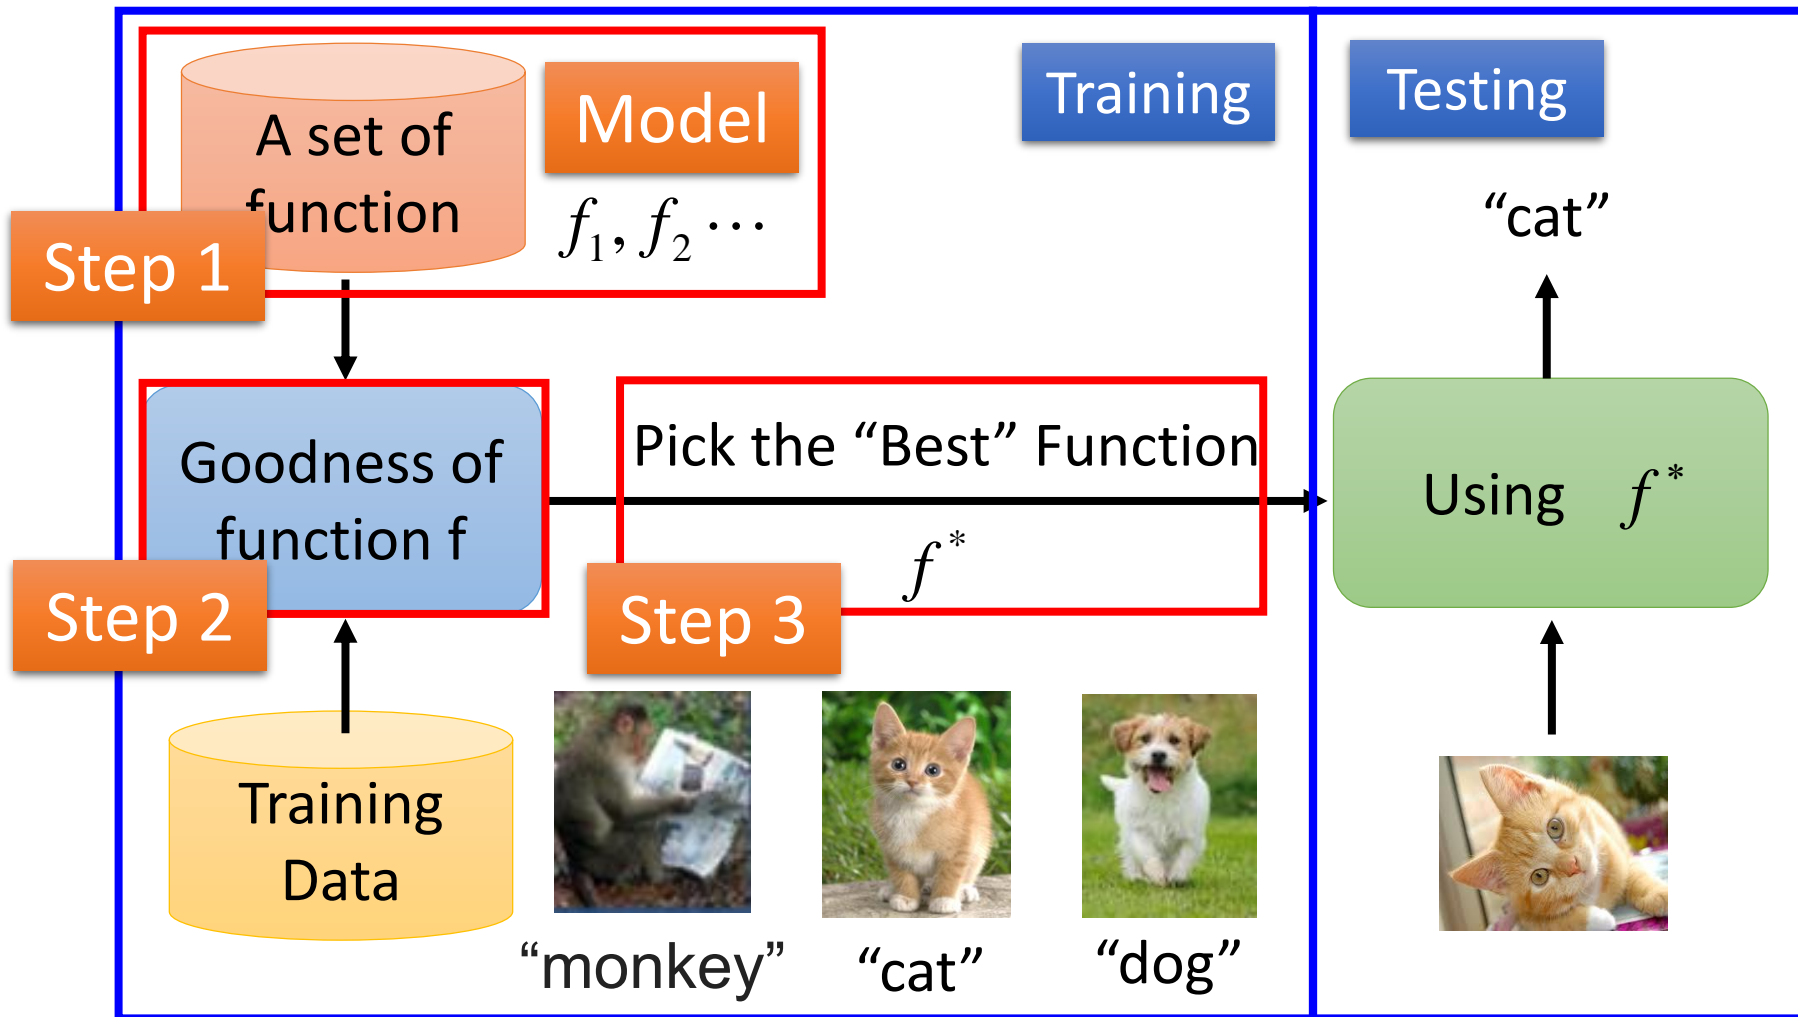 A set of
function
Model
f1, f2 ⋯
Step 1
Training
Testing
“cat”
Goodness of
function f
Step 2
Pick the “Best” Function
f*
Step 3
Using f*
Training
Data
“monkey”
“cat”
“dog”